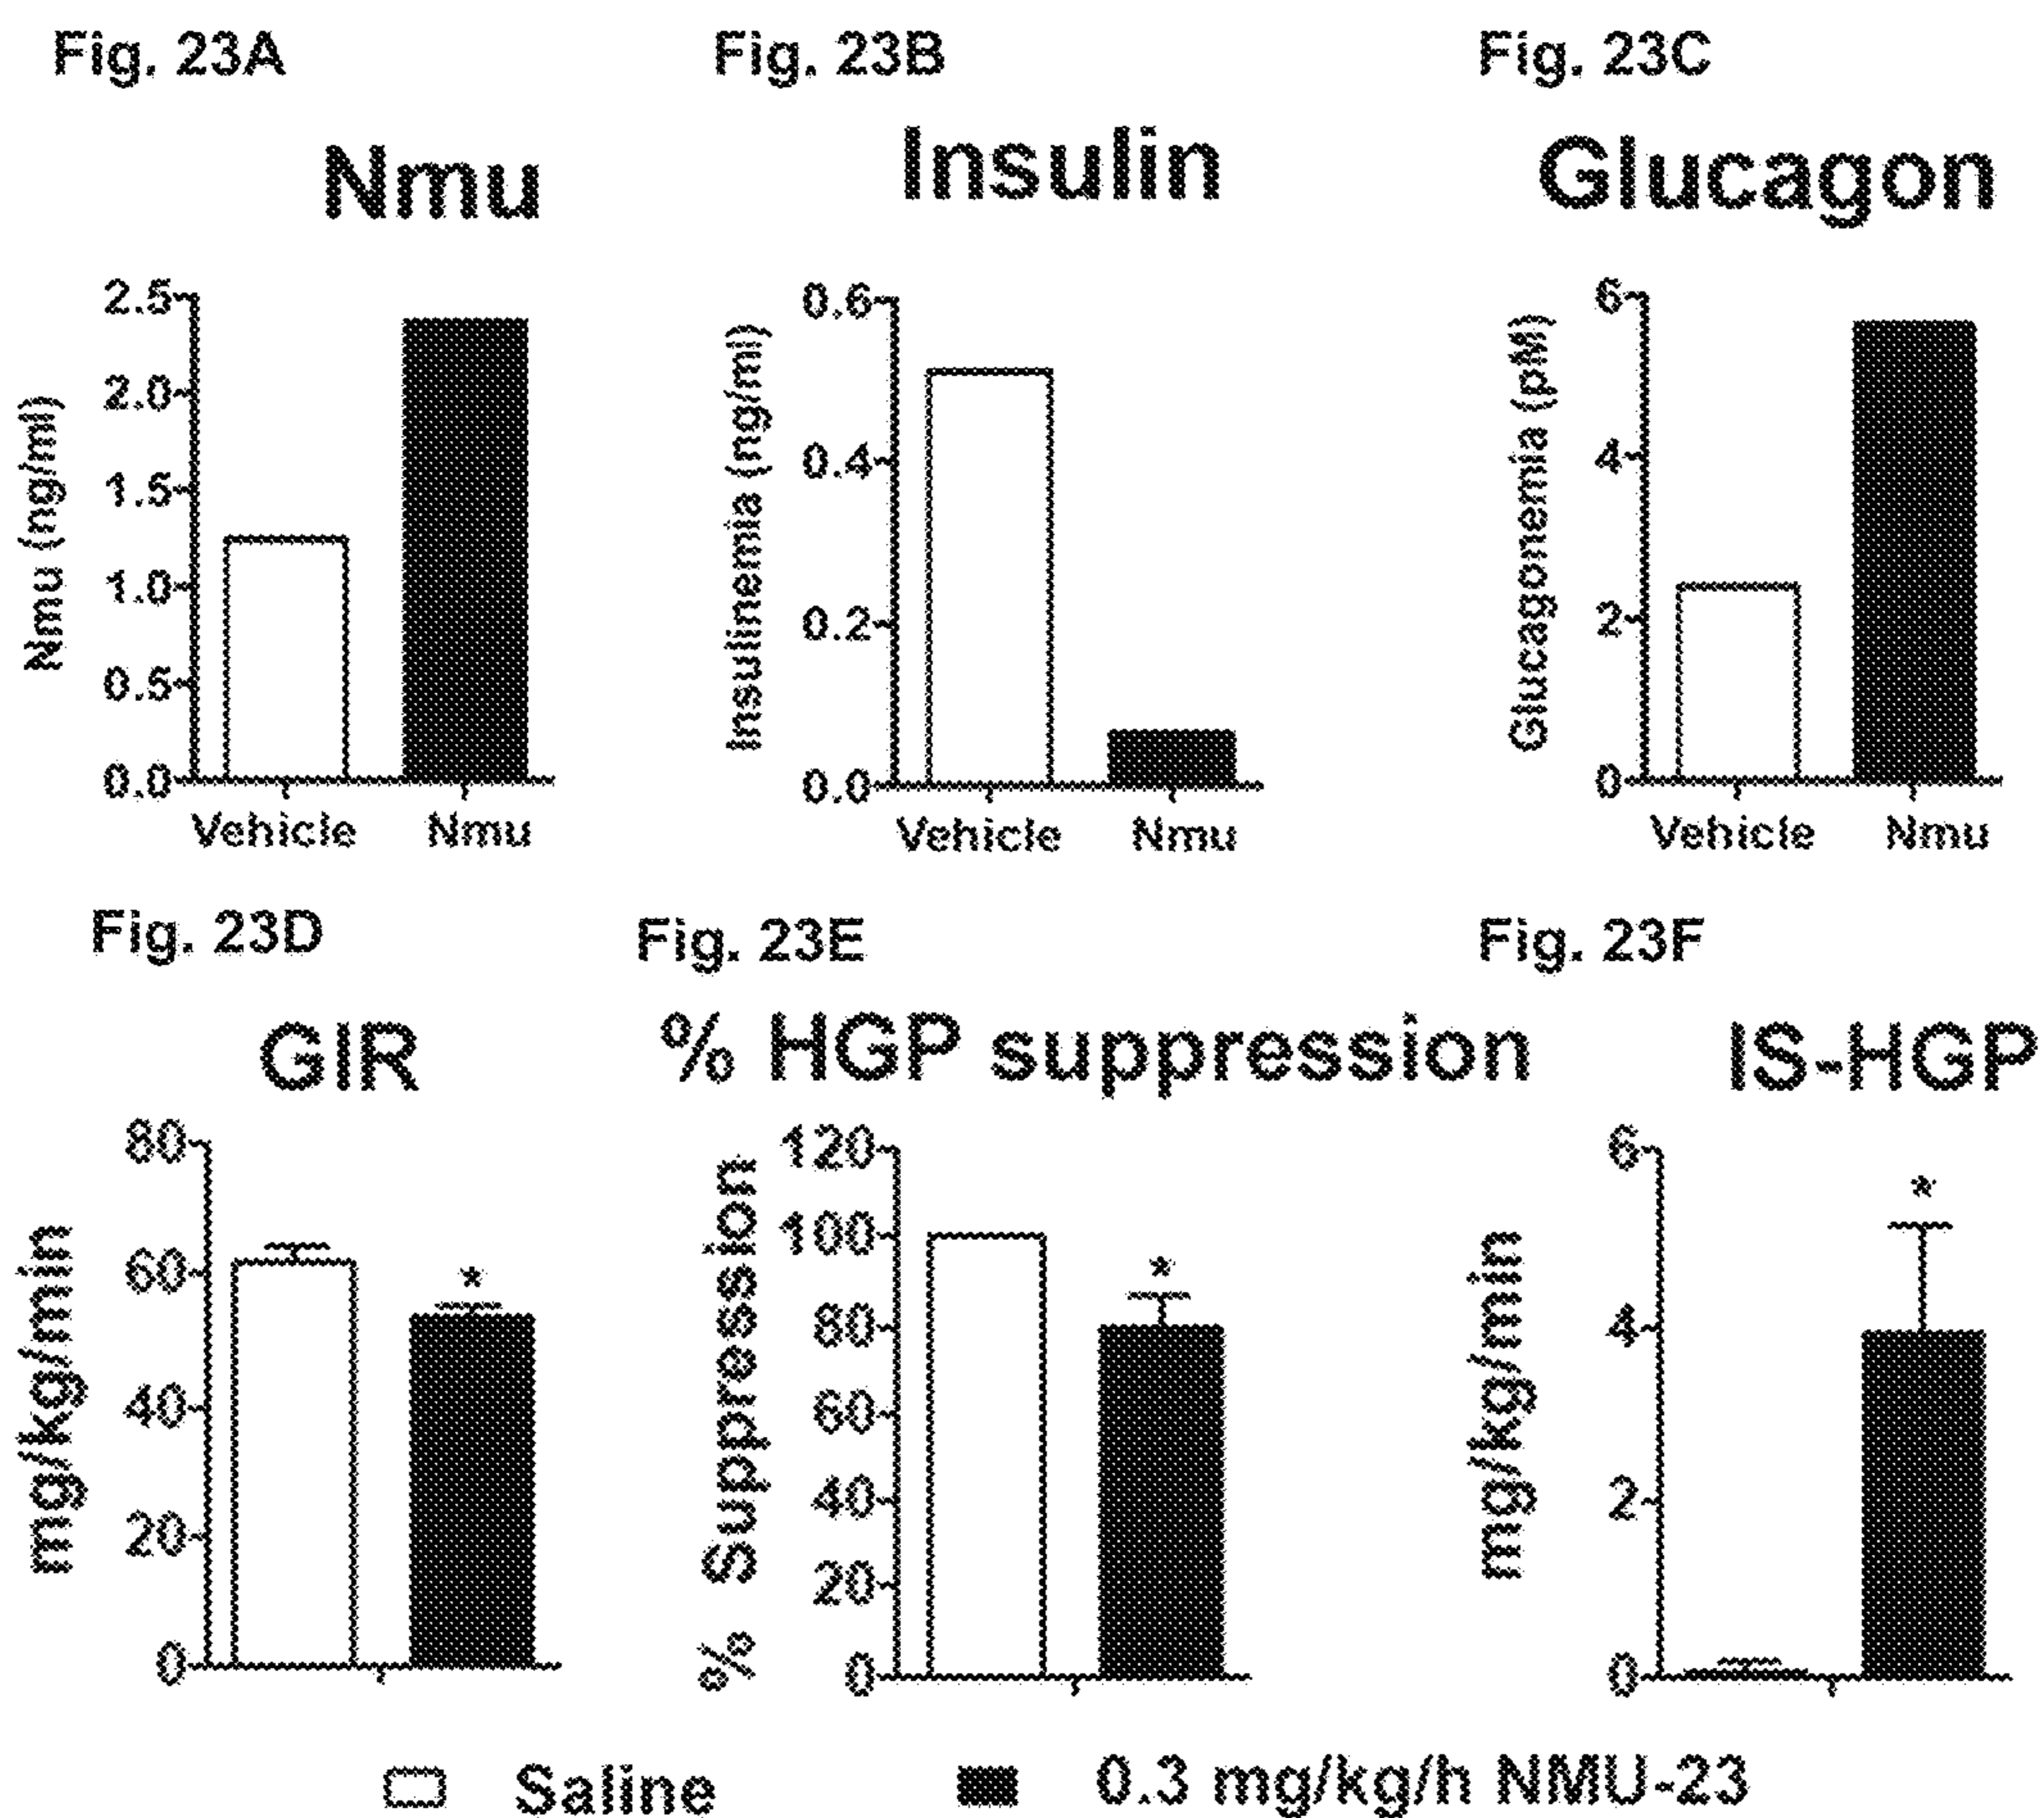 Fig. 23A
Nmu
Nmu (ng/ml)
2.5
2.0
1.5
1.0
0.5
0.0
Vehicle Nmu
Fig. 23B
Insulin
Insulinemia (ng/ml)
0.6
0.4
0.2
0.0
Vehicle Nmu
Fig. 23C
Glucagon
Glucagonemia (pM)
6
4
2
0
Vehicle Nmu
Fig. 23D
GIR
mg/kg/min
80
60
40
20
0
*
Fig. 23E
% HGP suppression
% Suppression
120
100
80
60
40
20
0
*
Fig. 23F
IS-HGP
mg/kg/min
6
4
2
0
*
Saline
0.3 mg/kg/h NMU-23